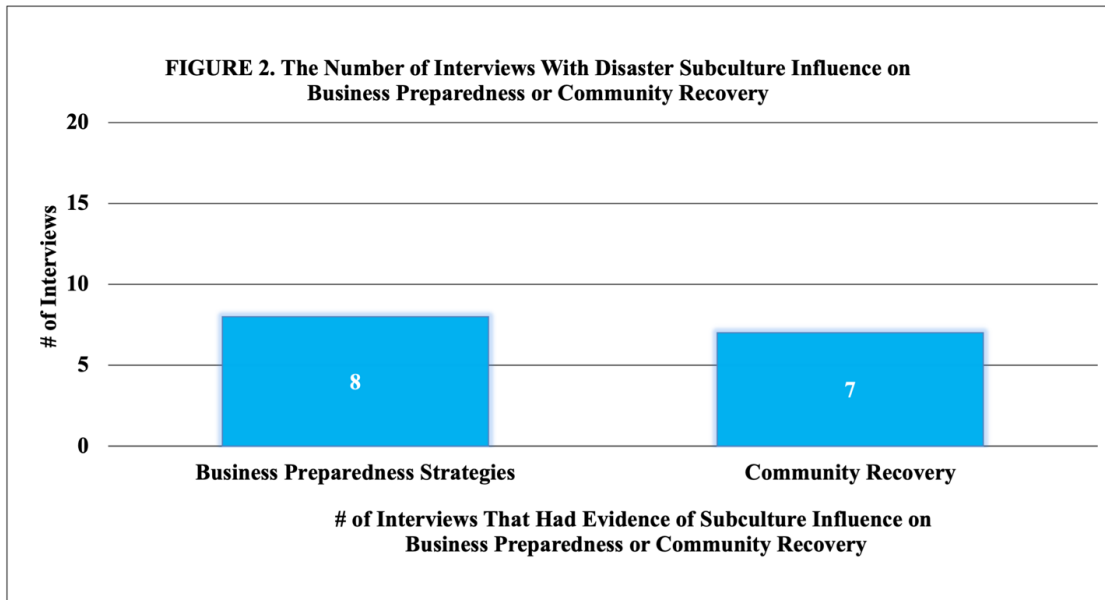 FIGURE 2. The Number of Interviews With Disaster Subculture Influence on
Business Preparedness or Community Recovery
20
15
10
5
0
# of Interviews
8
7
Business Preparedness Strategies
Community Recovery
# of Interviews That Had Evidence of Subculture Influence on
Business Preparedness or Community Recovery